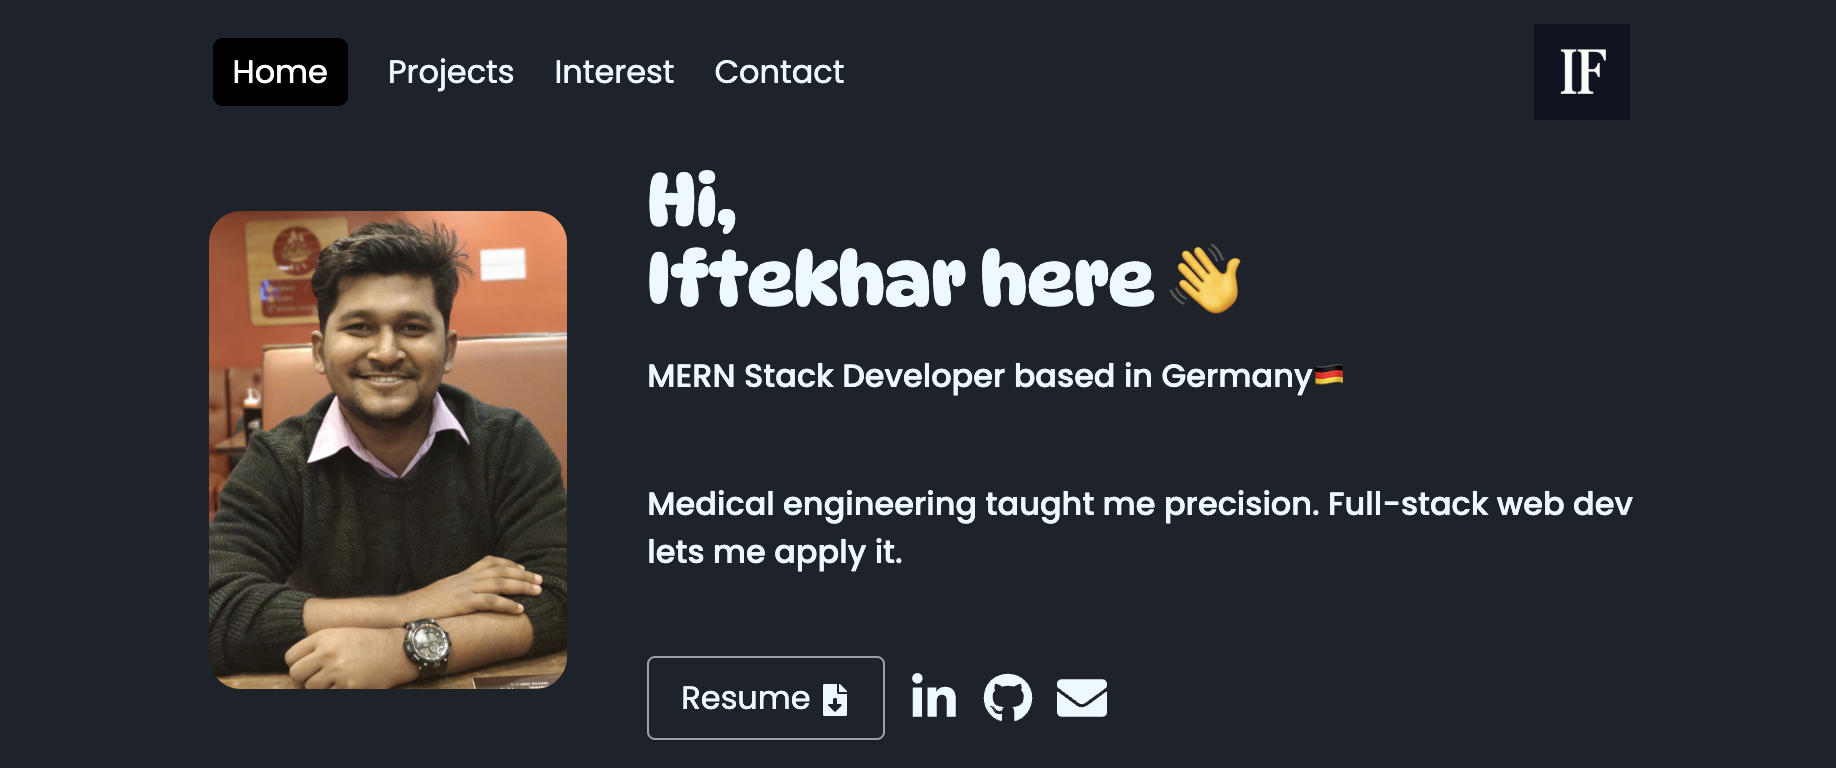 Home Projects Interest Contact
IF
Hi,
Iftekhar here 👋
MERN Stack Developer based in Germany🇩🇪
Medical engineering taught me precision. Full-stack web dev
lets me apply it.
Resume
in